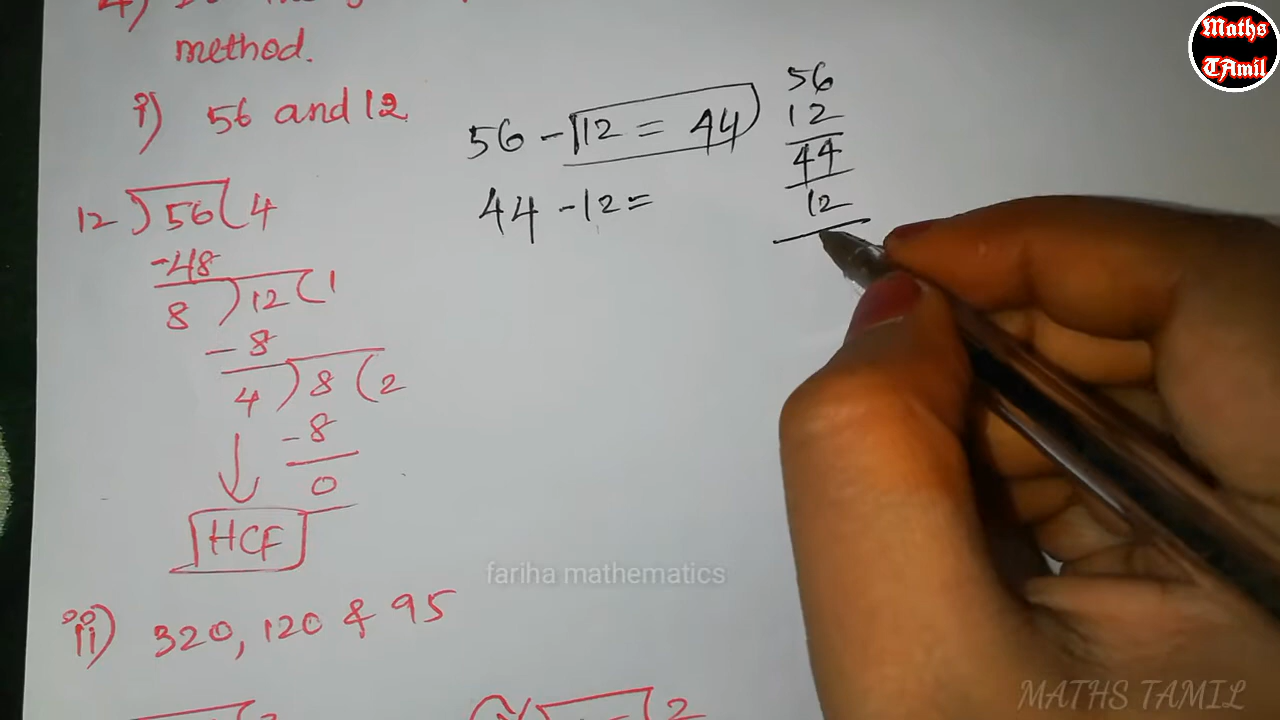 method.
i) 56 and 12
12 ) 56 ( 4
-48
8 ) 12 ( 1
- 8
4 ) 8 ( 2
- 8
0
HCF
ii) 320, 120 & 95
56 - 12 = 44
44 - 12 =
56
12
44
12
Maths
TAmil
fariha mathematics
MATHS TAMIL